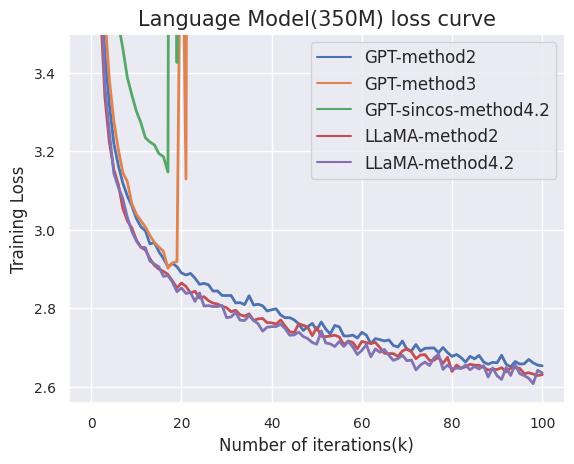 Language Model(350M) loss curve
GPT-method2
GPT-method3
GPT-sincos-method4.2
LLaMA-method2
LLaMA-method4.2
Training Loss
3.4
3.2
3.0
2.8
2.6
0 20 40 60 80 100
Number of iterations(k)